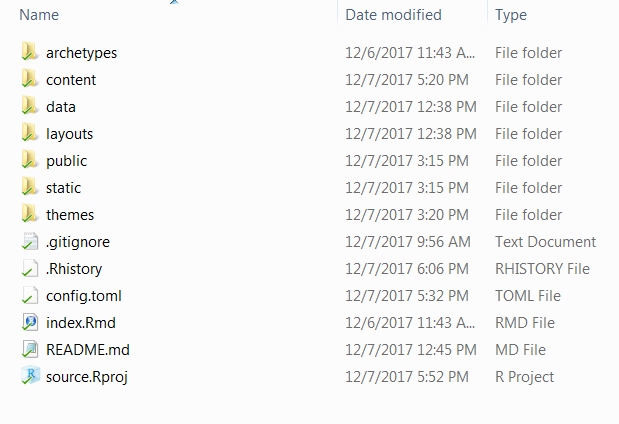 Name Date modified Type
archetypes 12/6/2017 11:43 A... File folder
content 12/7/2017 5:20 PM File folder
data 12/7/2017 12:38 PM File folder
layouts 12/7/2017 12:38 PM File folder
public 12/7/2017 3:15 PM File folder
static 12/7/2017 3:15 PM File folder
themes 12/7/2017 3:20 PM File folder
.gitignore 12/7/2017 9:56 AM Text Document
.Rhistory 12/7/2017 6:06 PM RHISTORY File
config.toml 12/7/2017 5:32 PM TOML File
index.Rmd 12/6/2017 11:43 A... RMD File
README.md 12/7/2017 12:45 PM MD File
source.Rproj 12/7/2017 5:52 PM R Project